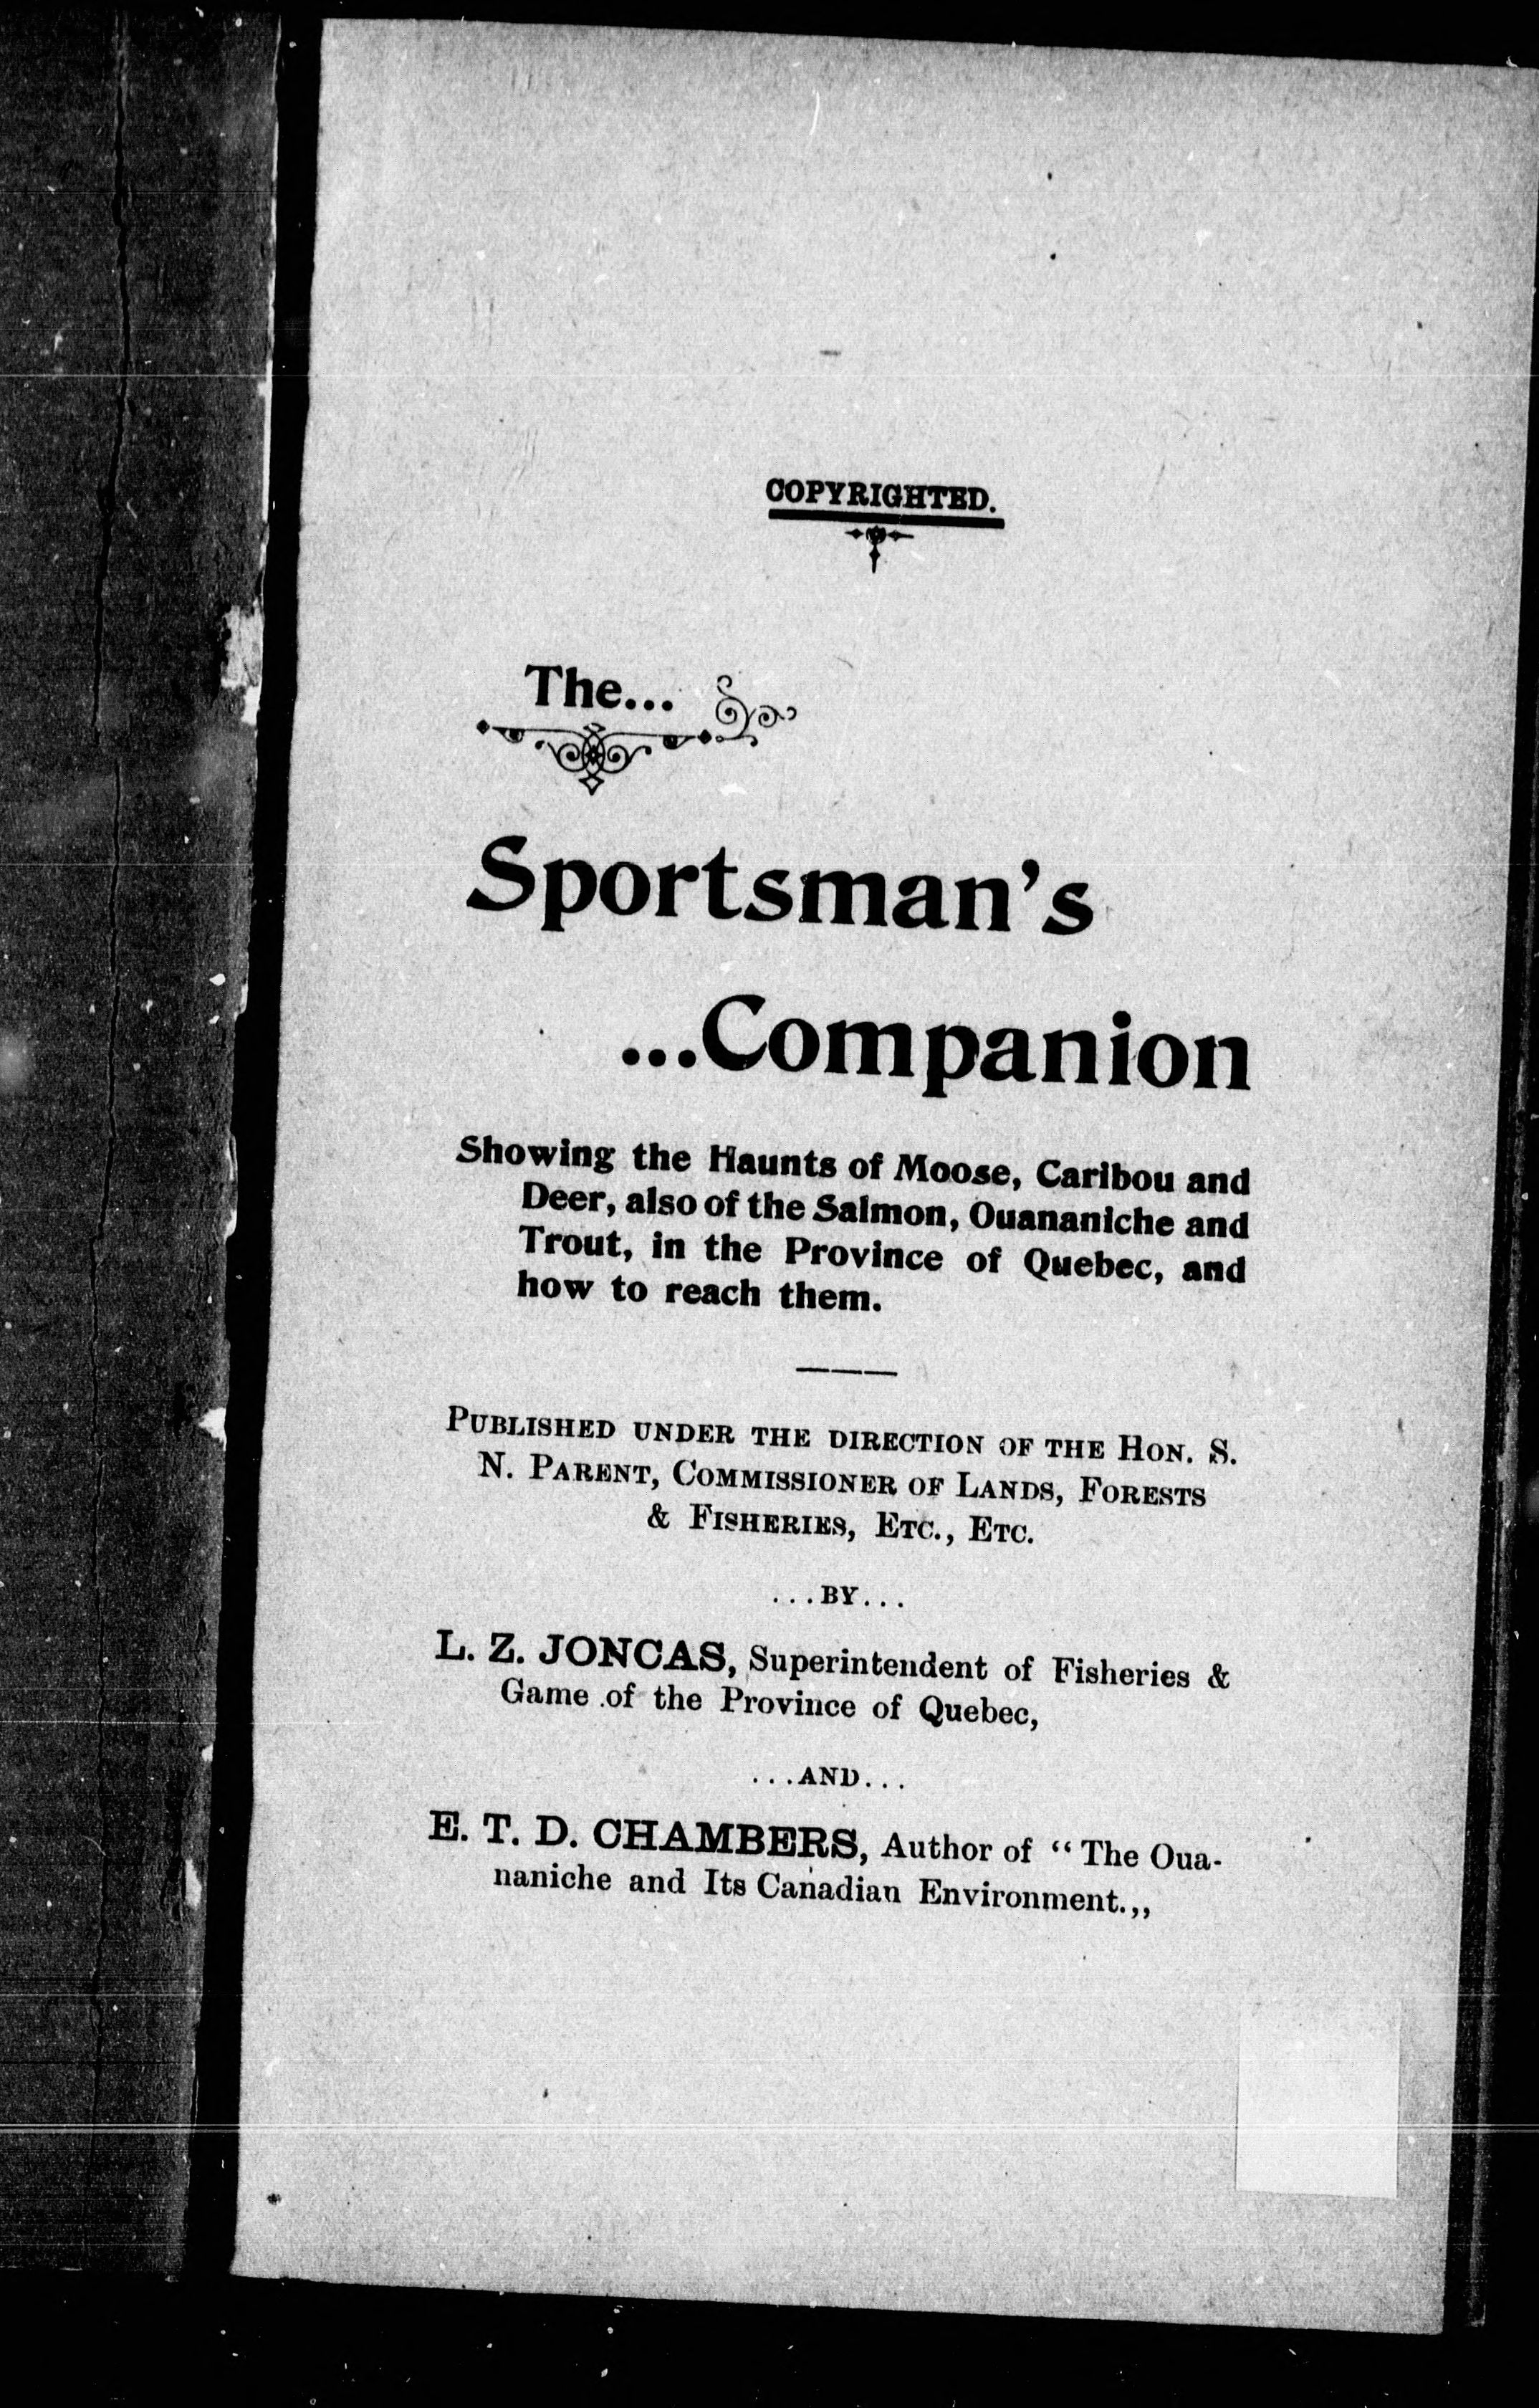 COPYRIGHTED.
The...
Sportsman's
...Companion
Showing the Haunts of Moose, Caribou and
Deer, also of the Salmon, Ouananiche and
Trout, in the Province of Quebec, and
how to reach them.
PUBLISHED UNDER THE DIRECTION OF THE HON. S.
N. PARENT, COMMISSIONER OF LANDS, FORESTS
& FISHERIES, ETC., ETC.
...BY...
L. Z. JONCAS, Superintendent of Fisheries &
Game of the Province of Quebec,
...AND...
E. T. D. CHAMBERS, Author of “ The Oua-
naniche and Its Canadian Environment.,,